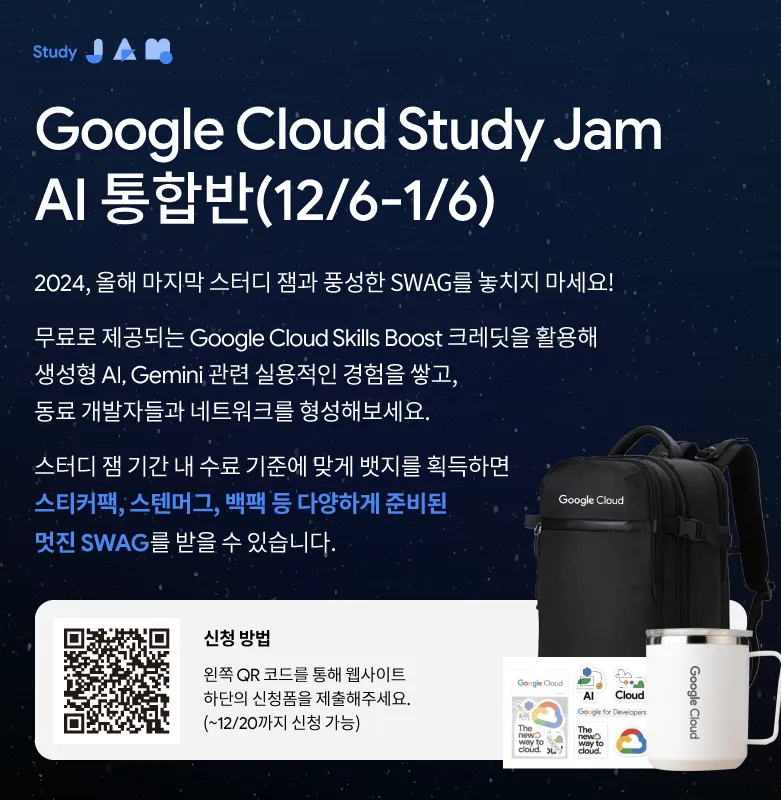 Study JAM
Google Cloud Study Jam
AI 통합반(12/6-1/6)
2024, 올해 마지막 스터디 잼과 풍성한 SWAG를 놓치지 마세요!
무료로 제공되는 Google Cloud Skills Boost 크레딧을 활용해
생성형 AI, Gemini 관련 실용적인 경험을 쌓고,
동료 개발자들과 네트워크를 형성해보세요.
스터디 잼 기간 내 수료 기준에 맞게 뱃지를 획득하면
스티커팩, 스텐머그, 백팩 등 다양하게 준비된
멋진 SWAG를 받을 수 있습니다.
Google Cloud
신청 방법
왼쪽 QR 코드를 통해 웹사이트
하단의 신청폼을 제출해주세요.
(~12/20까지 신청 가능)
Google Cloud
AI
Cloud
Google for Developers
The new way to cloud.
The new way to cloud.
Google Cloud